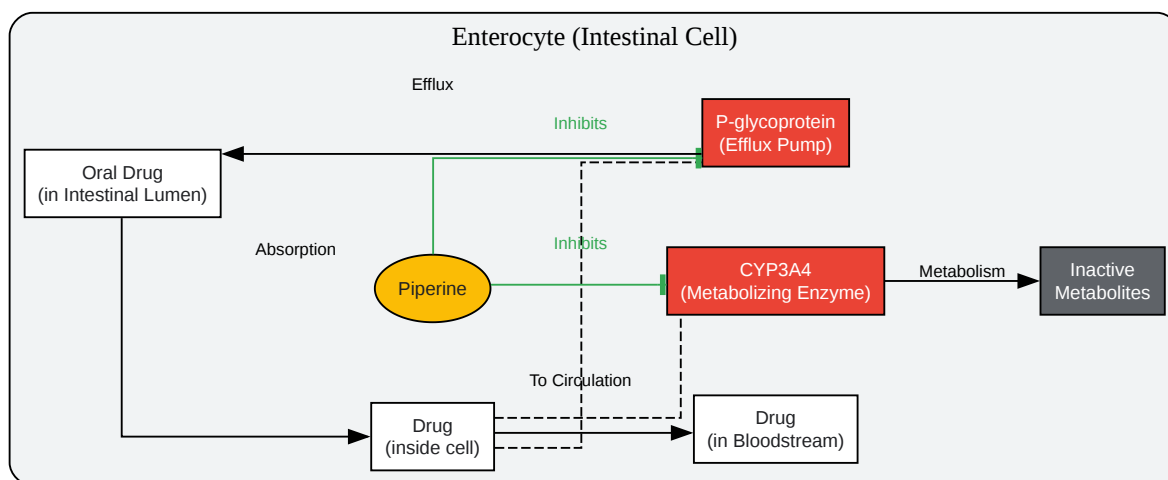 Enterocyte (Intestinal Cell)
Efflux
Inhibits
P-glycoprotein
(Efflux Pump)
Oral Drug
(in Intestinal Lumen)
Absorption
Inhibits
Piperine
CYP3A4
(Metabolizing Enzyme)
Metabolism
Inactive
Metabolites
To Circulation
Drug
(inside cell)
Drug
(in Bloodstream)